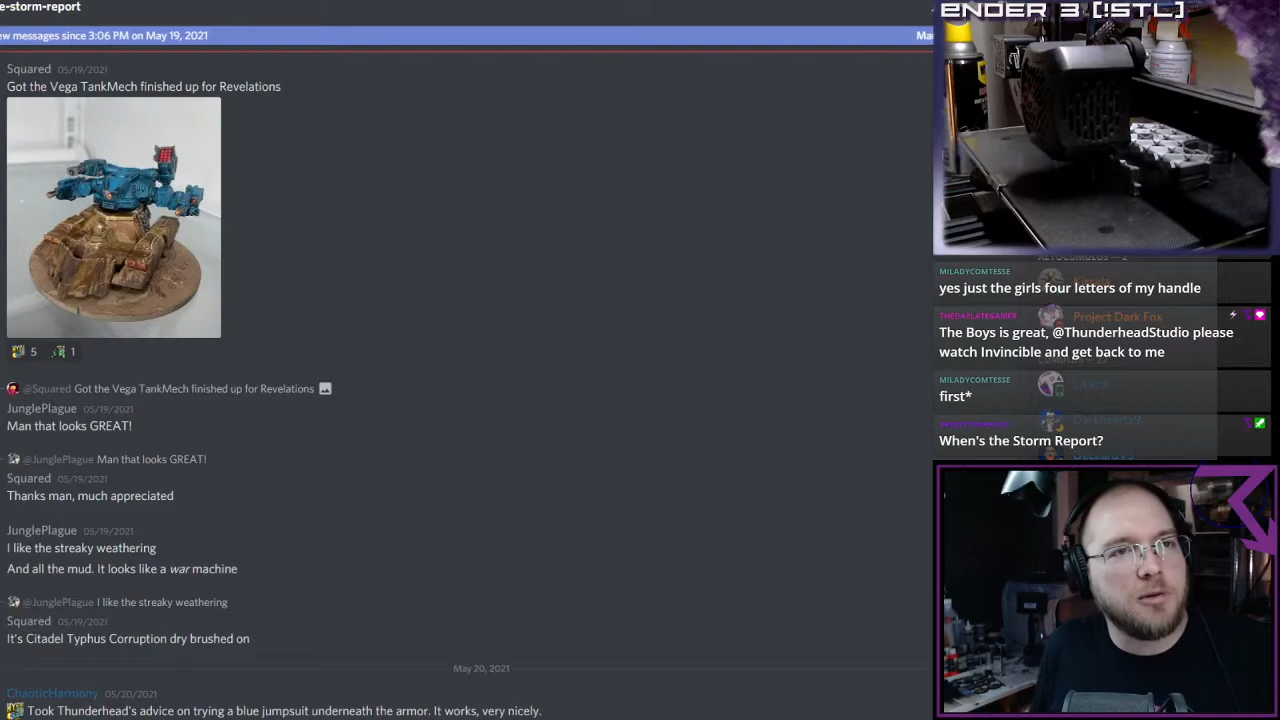 e-storm-report
ew messages since 3:06 PM on May 19, 2021
Mar
Squared 05/19/2021
Got the Vega TankMech finished up for Revelations
5 1
@Squared Got the Vega TankMech finished up for Revelations
JunglePlague 05/19/2021
Man that looks GREAT!
@JunglePlague Man that looks GREAT!
Squared 05/19/2021
Thanks man, much appreciated
JunglePlague 05/19/2021
I like the streaky weathering
And all the mud. It looks like a war machine
@JunglePlague I like the streaky weathering
Squared 05/19/2021
It's Citadel Typhus Corruption dry brushed on
May 20, 2021
ChaoticHarmony 05/20/2021
Took Thunderhead's advice on trying a blue jumpsuit underneath the armor. It works, very nicely.
ENDER 3 [!STL]
MILADYCOMTESSE
yes just the girls four letters of my handle
THEDAYLATEGAMER
Project Dark Fox
The Boys is great, @ThunderheadStudio please
watch Invincible and get back to me
MILADYCOMTESSE
first*
When's the Storm Report?